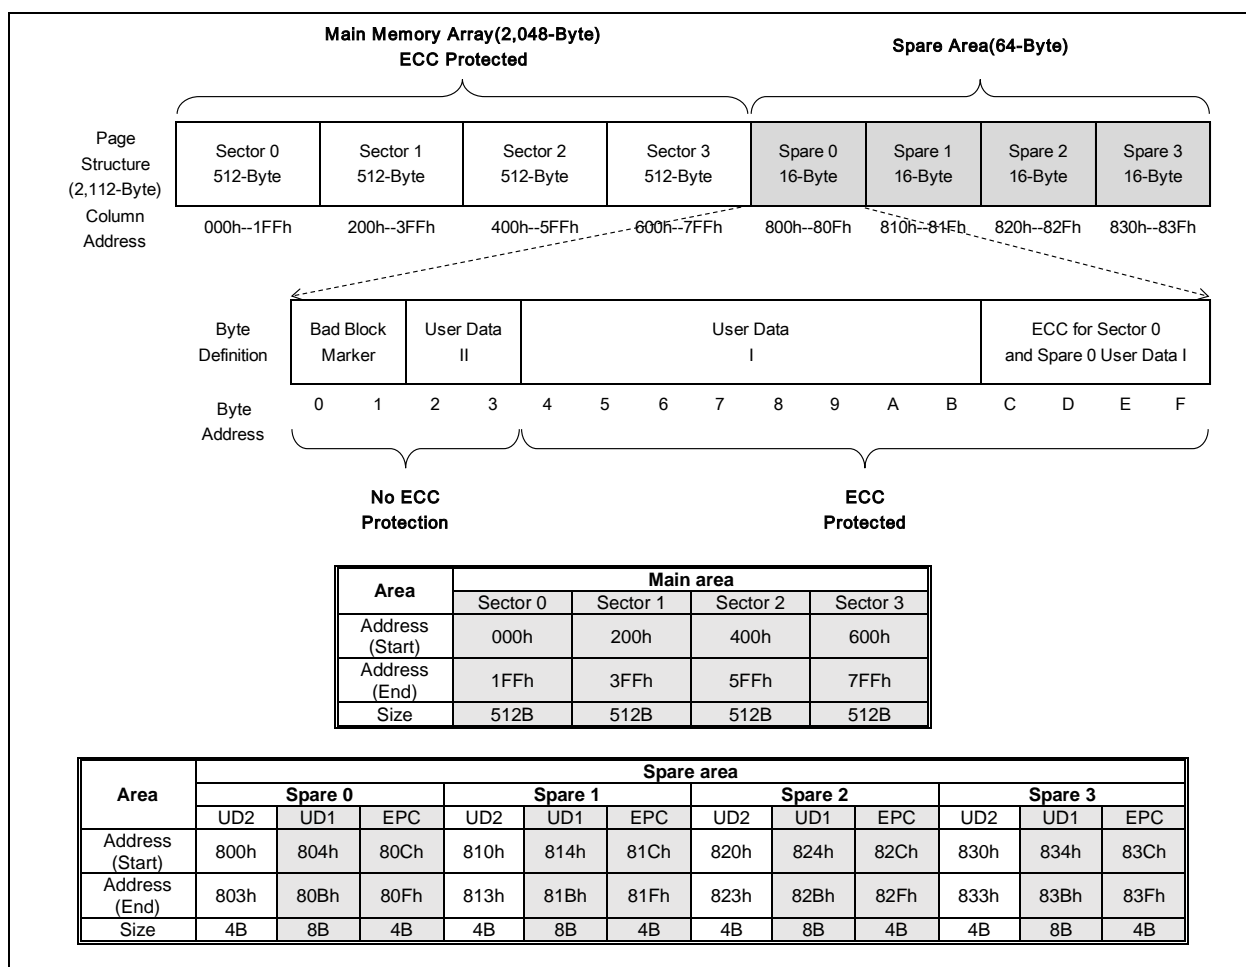 Main Memory Array(2,048-Byte)
ECC Protected
Spare Area(64-Byte)
Page
Structure
(2,112-Byte)
Column
Address
Sector 0
512-Byte
Sector 1
512-Byte
Sector 2
512-Byte
Sector 3
512-Byte
Spare 0
16-Byte
Spare 1
16-Byte
Spare 2
16-Byte
Spare 3
16-Byte
000h--1FFh 200h--3FFh 400h--5FFh 600h--7FFh 800h--80Fh 810h--81Fh 820h--82Fh 830h--83Fh
Byte
Definition
Bad Block
Marker
User Data
II
User Data
I
ECC for Sector 0
and Spare 0 User Data I
Byte
Address
0 1 2 3 4 5 6 7 8 9 A B C D E F
No ECC
Protection
ECC
Protected
Area Main area
Sector 0 Sector 1 Sector 2 Sector 3
Address
(Start)
000h 200h 400h 600h
Address
(End)
1FFh 3FFh 5FFh 7FFh
Size 512B 512B 512B 512B
Area Spare area
Spare 0 Spare 1 Spare 2 Spare 3
UD2 UD1 EPC UD2 UD1 EPC UD2 UD1 EPC UD2 UD1 EPC
Address
(Start)
800h 804h 80Ch 810h 814h 81Ch 820h 824h 82Ch 830h 834h 83Ch
Address
(End)
803h 80Bh 80Fh 813h 81Bh 81Fh 823h 82Bh 82Fh 833h 83Bh 83Fh
Size 4B 8B 4B 4B 8B 4B 4B 8B 4B 4B 8B 4B